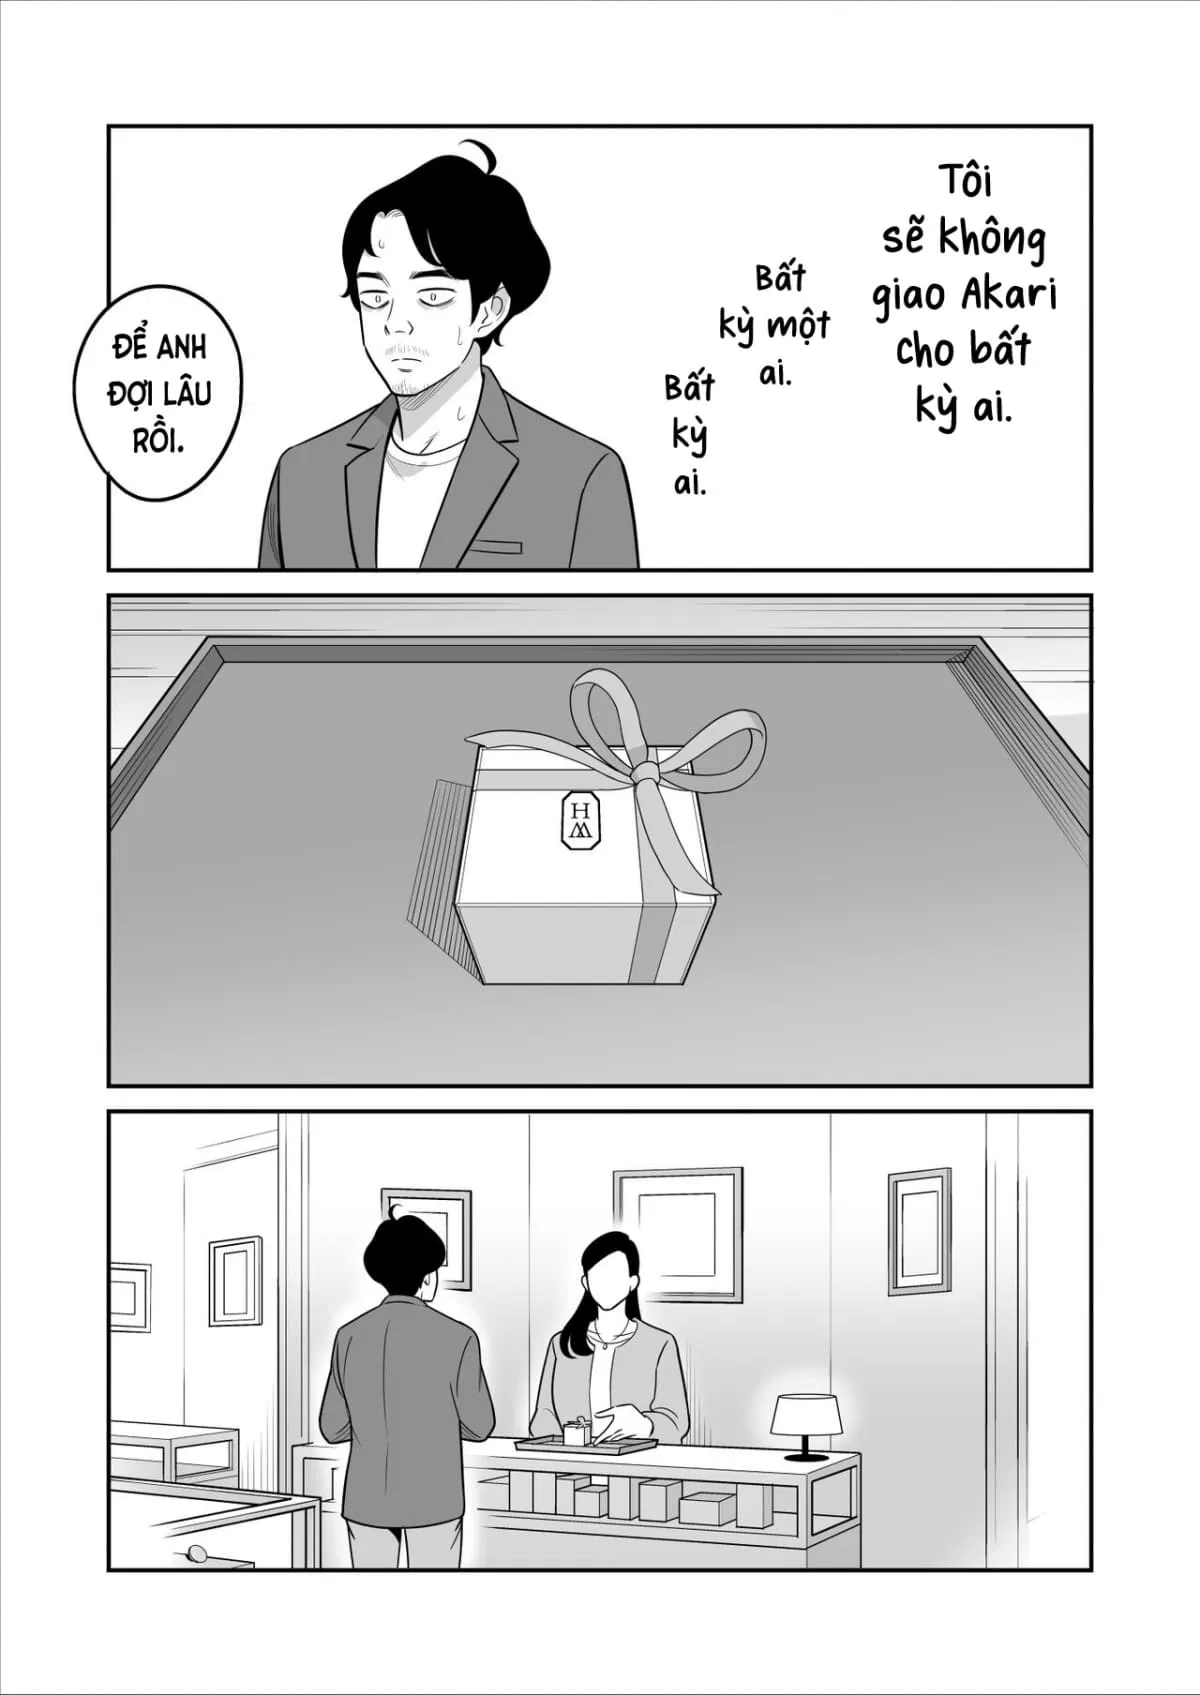 Tôi
sẽ không
giao Akari
cho bất
kỳ ai.
Bất
kỳ một
ai.
Bất
kỳ
ai.
ĐỂ ANH
ĐỢI LÂU
RỒI.
H
M